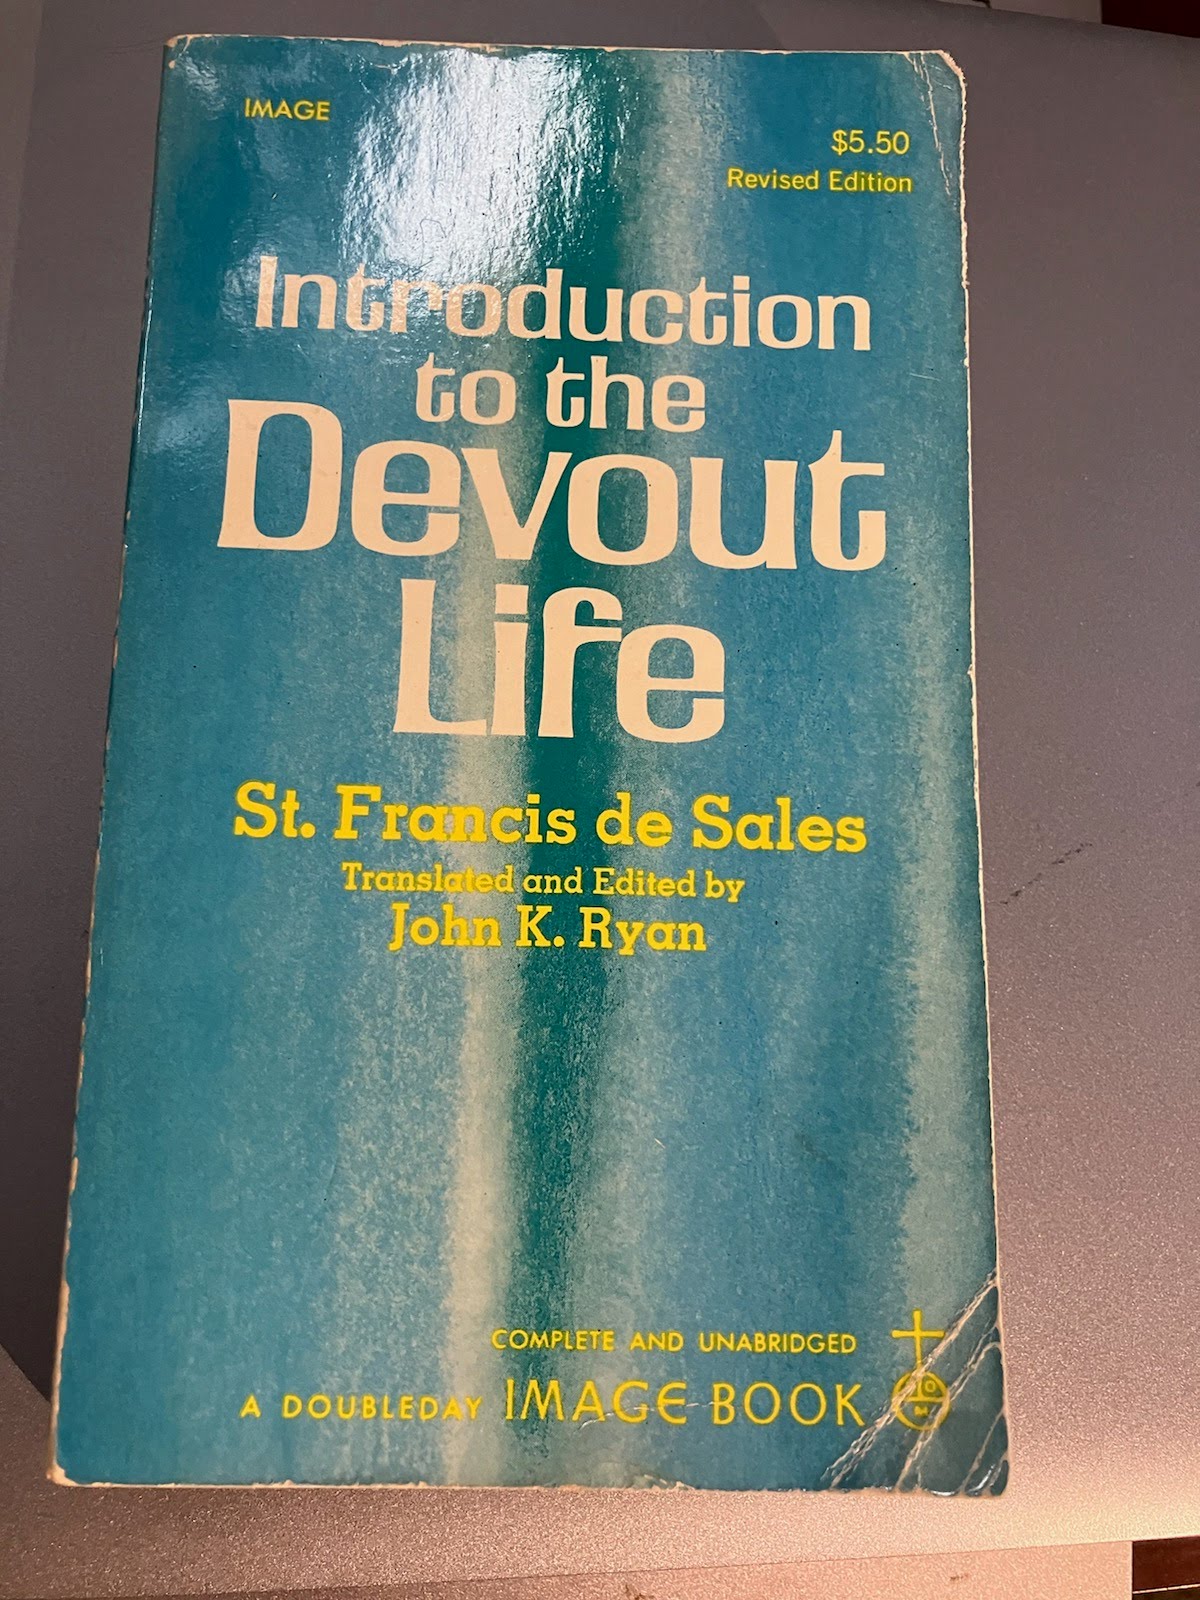 IMAGE
$5.50
Revised Edition
Introduction
to the
Devout
Life
St. Francis de Sales
Translated and Edited by
John K. Ryan
COMPLETE AND UNABRIDGED
A DOUBLEDAY IMAGE BOOK